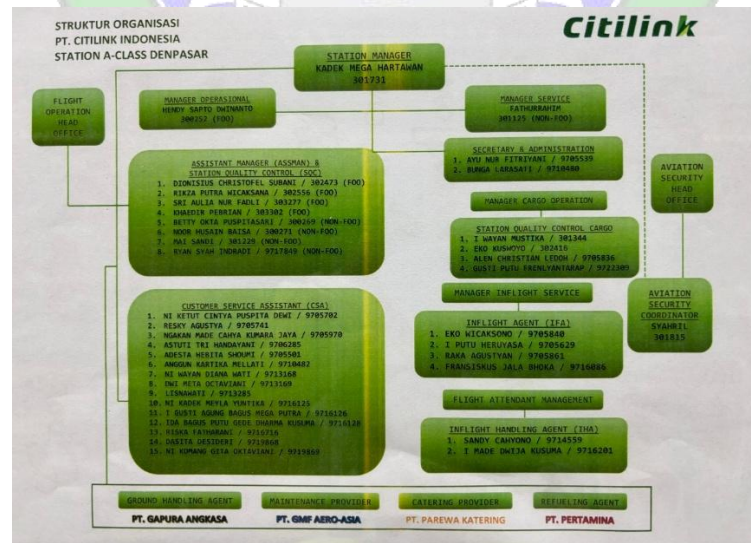 STRUKTUR ORGANISASI
PT. CITILINK INDONESIA
STATION A-CLASS DENPASAR
Citilink
STATION MANAGER
KADEK MEGA HARTAWAN
301731
FLIGHT
OPERATION
HEAD
OFFICE
MANAGER OPERASIONAL
HENDY SAPTO DWINANTO
300252 (FOO)
MANAGER SERVICE
FATHURRAHIM
301125 (NON-FOO)
SECRETARY & ADMINISTRATION
1. AYU NUR FITRIYANI / 9705539
2. BUNGA LARASATI / 9710480
ASSISTANT MANAGER (ASSMAN) &
STATION QUALITY CONTROL (SQC)
1. DIONISIUS CHRISTOFEL SUBANI / 302473 (FOO)
2. RIKZA PUTRA WICAKSANA / 302556 (FOO)
3. SRI AULIA NUR FADLI / 303277 (FOO)
4. KHAEDIR PEBRIAN / 303302 (FOO)
5. BETTY OKTA PUSPITASARI / 300269 (NON-FOO)
6. NOOR HUSAIN BAISA / 300271 (NON-FOO)
7. MAI SANDI / 301229 (NON-FOO)
8. RYAN SYAH INDRADI / 9717849 (NON-FOO)
AVIATION
SECURITY
HEAD
OFFICE
MANAGER CARGO OPERATION
STATION QUALITY CONTROL CARGO
1. I WAYAN MUSTIKA / 301344
2. EKO KUSWOYO / 302416
3. ALEN CHRISTIAN LEDOH / 9705836
4. GUSTI PUTU / 9722309
MANAGER INFLIGHT SERVICE
AVIATION
SECURITY
COORDINATOR
SYAHRIL
301815
CUSTOMER SERVICE ASSISTANT (CSA)
1. NI KETUT CINTYA PUSPITA DEWI / 9705702
2. RESKY AGUSTYA / 9705741
3. NGAKAN MADE CAHYA KUMARA JAYA / 9705970
4. ASTUTI TRI HANDAYANI / 9706285
5. ADESTA HEBITA SHOUMI / 9705501
6. ANGGUN KARTIKA MELLATI / 9710482
7. NI WAYAN DIANA WATI / 9713168
8. DWI META OCTAVIANI / 9713169
9. LISNAWATI / 9713285
10. NI KADEK MEYLA YUNTIKA / 9716125
11. I GUSTI AGUNG BAGUS MEGA PUTRA / 9716126
12. IDA BAGUS PUTU GEDE DHARMA KUSUMA / 9716128
13. RISKA FATMARANI / 9716716
14. DASITA DESIDERI / 9719868
15. NI KOMANG GITA OKTAVIANI / 9719869
INFLIGHT AGENT (IFA)
1. EKO WICAKSONO / 9705840
2. I PUTU HERUYASA / 9705629
3. RAKA AGUSTYAN / 9705861
4. FRANSISKUS JALA DHOKA / 9716086
FLIGHT ATTENDANT MANAGEMENT
INFLIGHT HANDLING AGENT (IHA)
1. SANDY CAHYONO / 9714539
2. I MADE DWIJA KUSUMA / 9716201
GROUND HANDLING AGENT
MAINTENANCE PROVIDER
CATERING PROVIDER
REFUELING AGENT
PT. GAPURA ANGKASA
PT. GMF AERO-ASIA
PT. PAREWA KATERING
PT. PERTAMINA